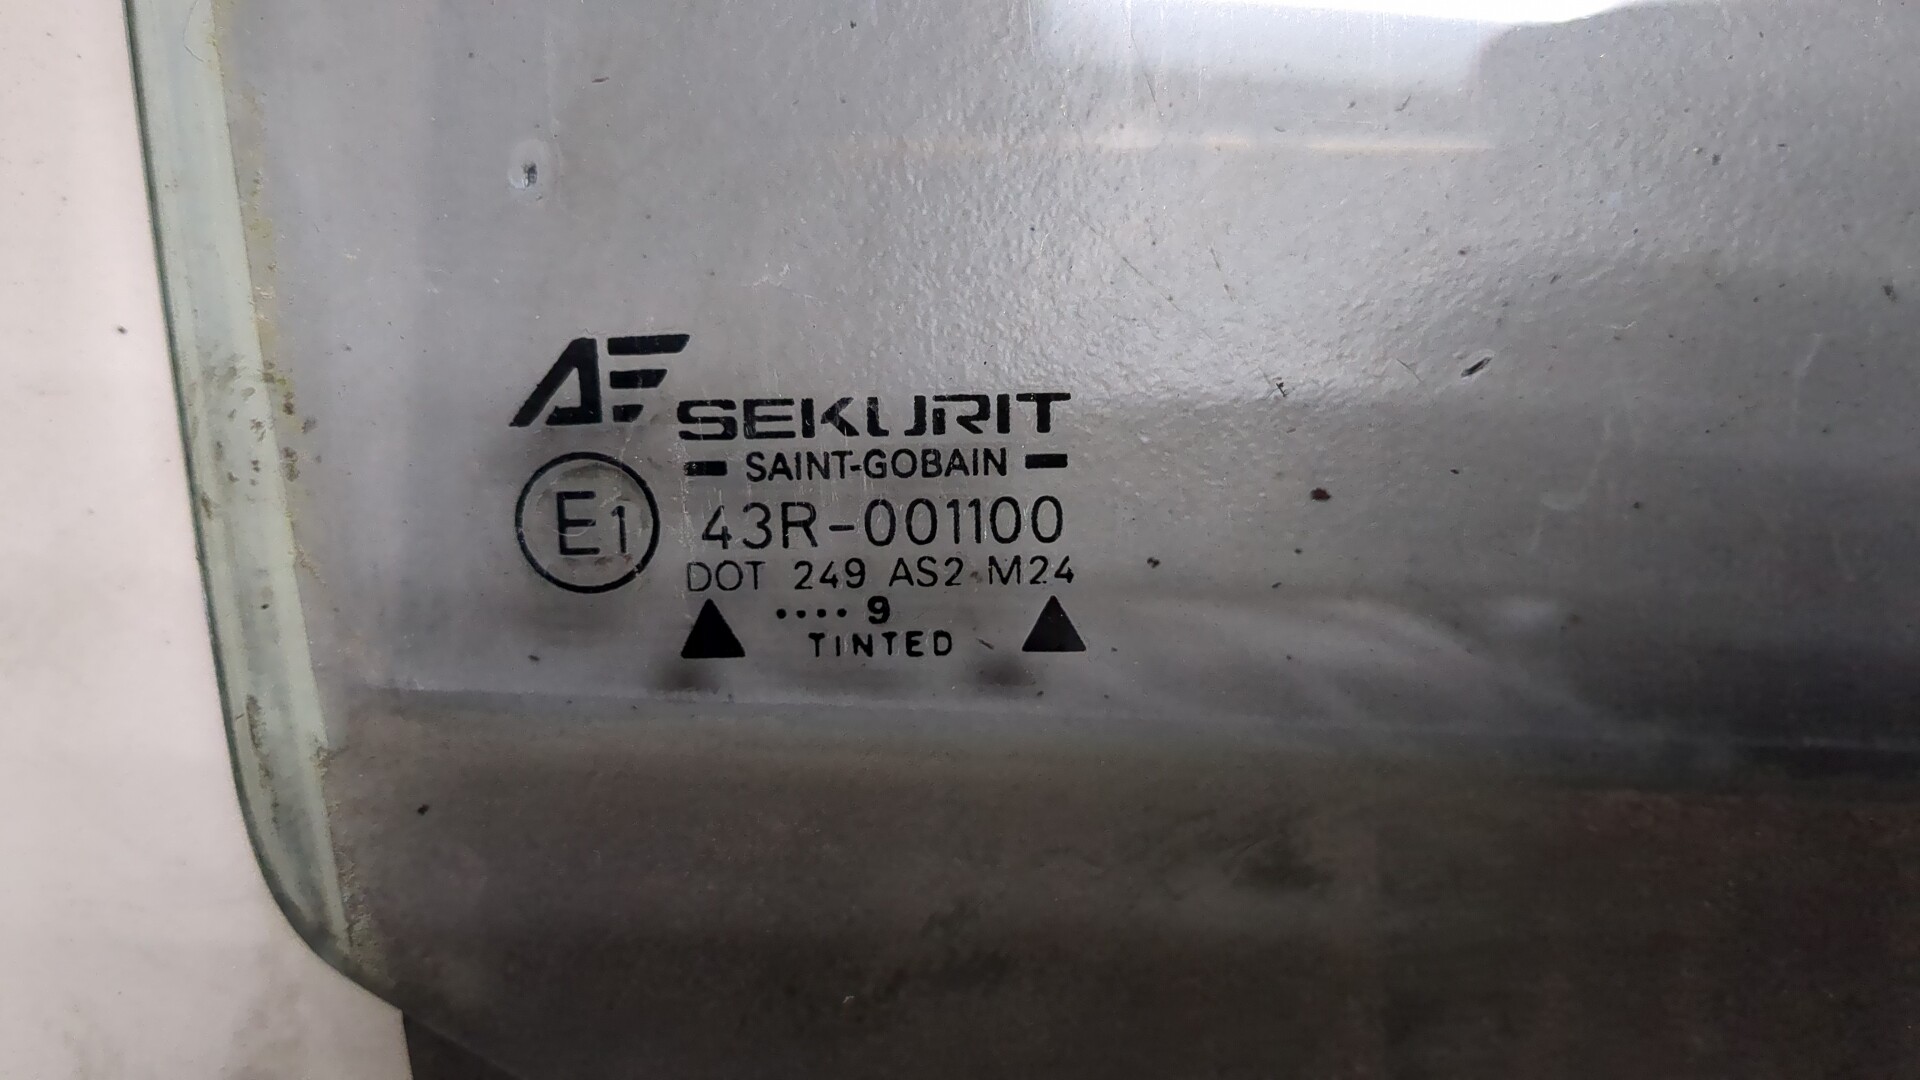 AF SEKURIT
SAINT-GOBAIN
E1 43R-001100
DOT 249 AS2 M24
.... 9
TINTED